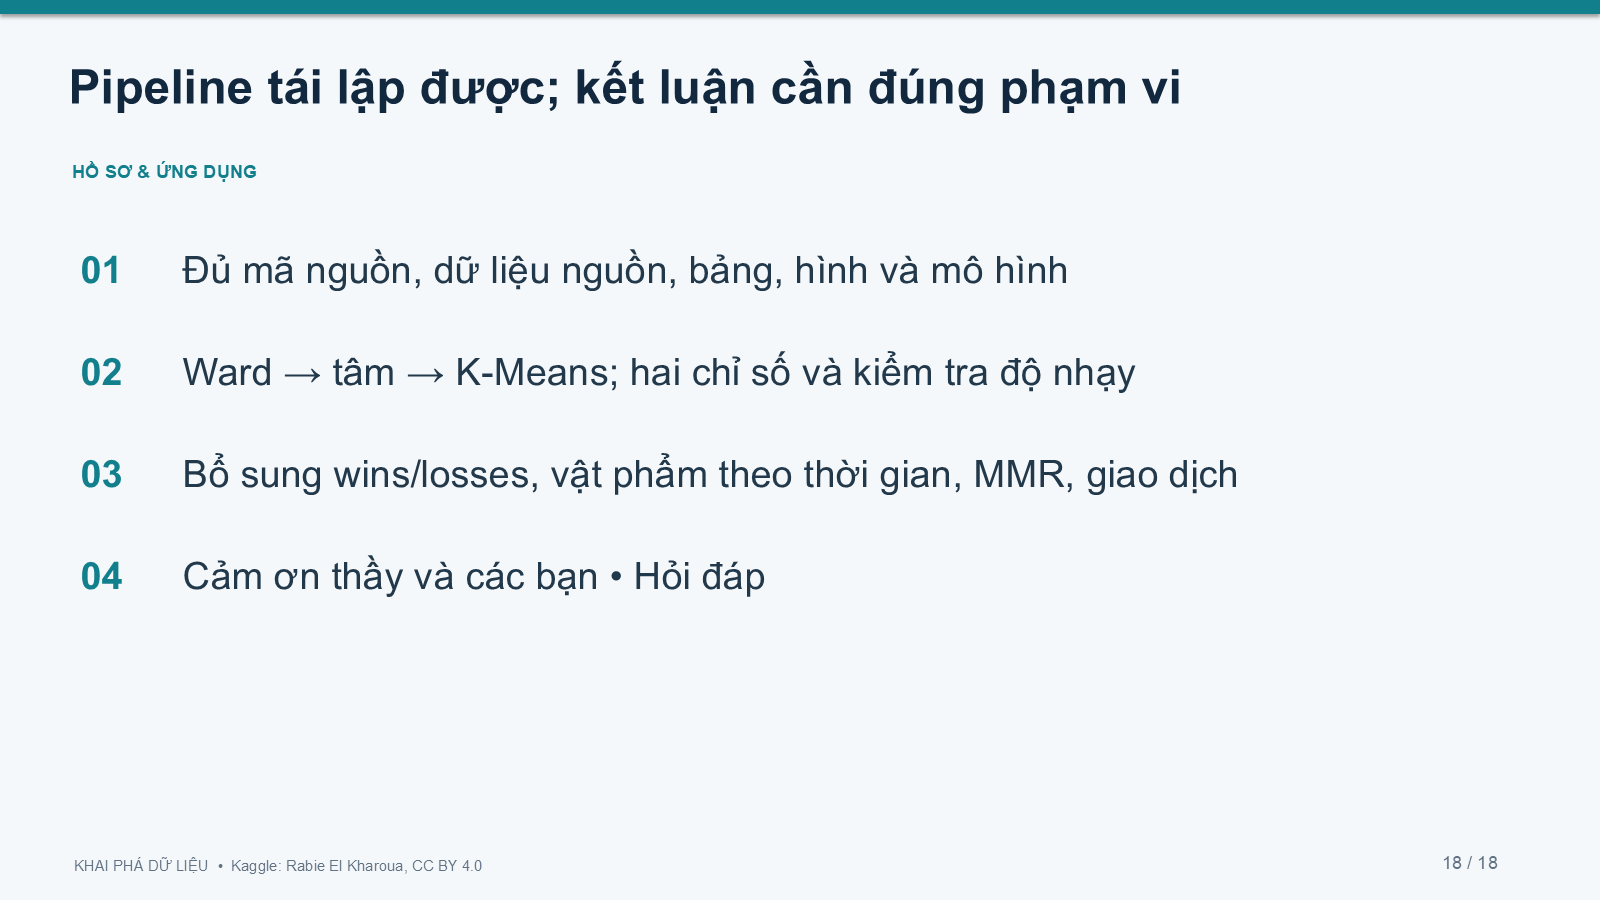 Pipeline tái lập được; kết luận cần đúng phạm vi
HỒ SƠ & ỨNG DỤNG
01 Đủ mã nguồn, dữ liệu nguồn, bảng, hình và mô hình
02 Ward → tâm → K-Means; hai chỉ số và kiểm tra độ nhạy
03 Bổ sung wins/losses, vật phẩm theo thời gian, MMR, giao dịch
04 Cảm ơn thầy và các bạn • Hỏi đáp
KHAI PHÁ DỮ LIỆU • Kaggle: Rabie El Kharoua, CC BY 4.0
18 / 18